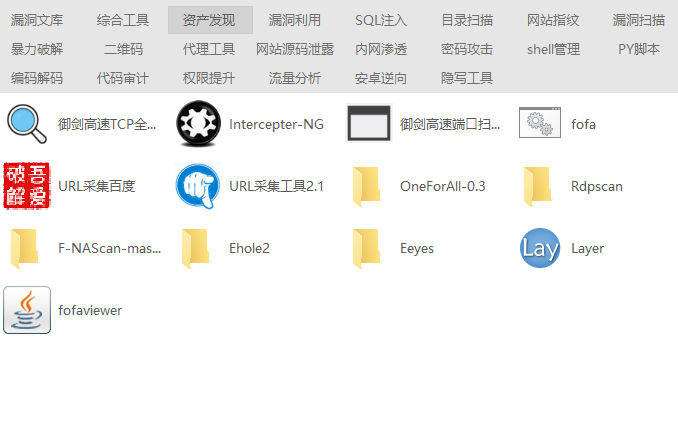 漏洞文库 综合工具 资产发现 漏洞利用 SQL注入 目录扫描 网站指纹 漏洞扫描
暴力破解 二维码 代理工具 网站源码泄露 内网渗透 密码攻击 shell管理 PY脚本
编码解码 代码审计 权限提升 流量分析 安卓逆向 隐写工具
御剑高速TCP全... Intercepter-NG 御剑高速端口扫... fofa
破吾
解爱
URL采集百度 URL采集工具2.1 OneForAll-0.3 Rdpscan
F-NAScan-mas... Ehole2 Eeyes Lay Layer
fofaviewer